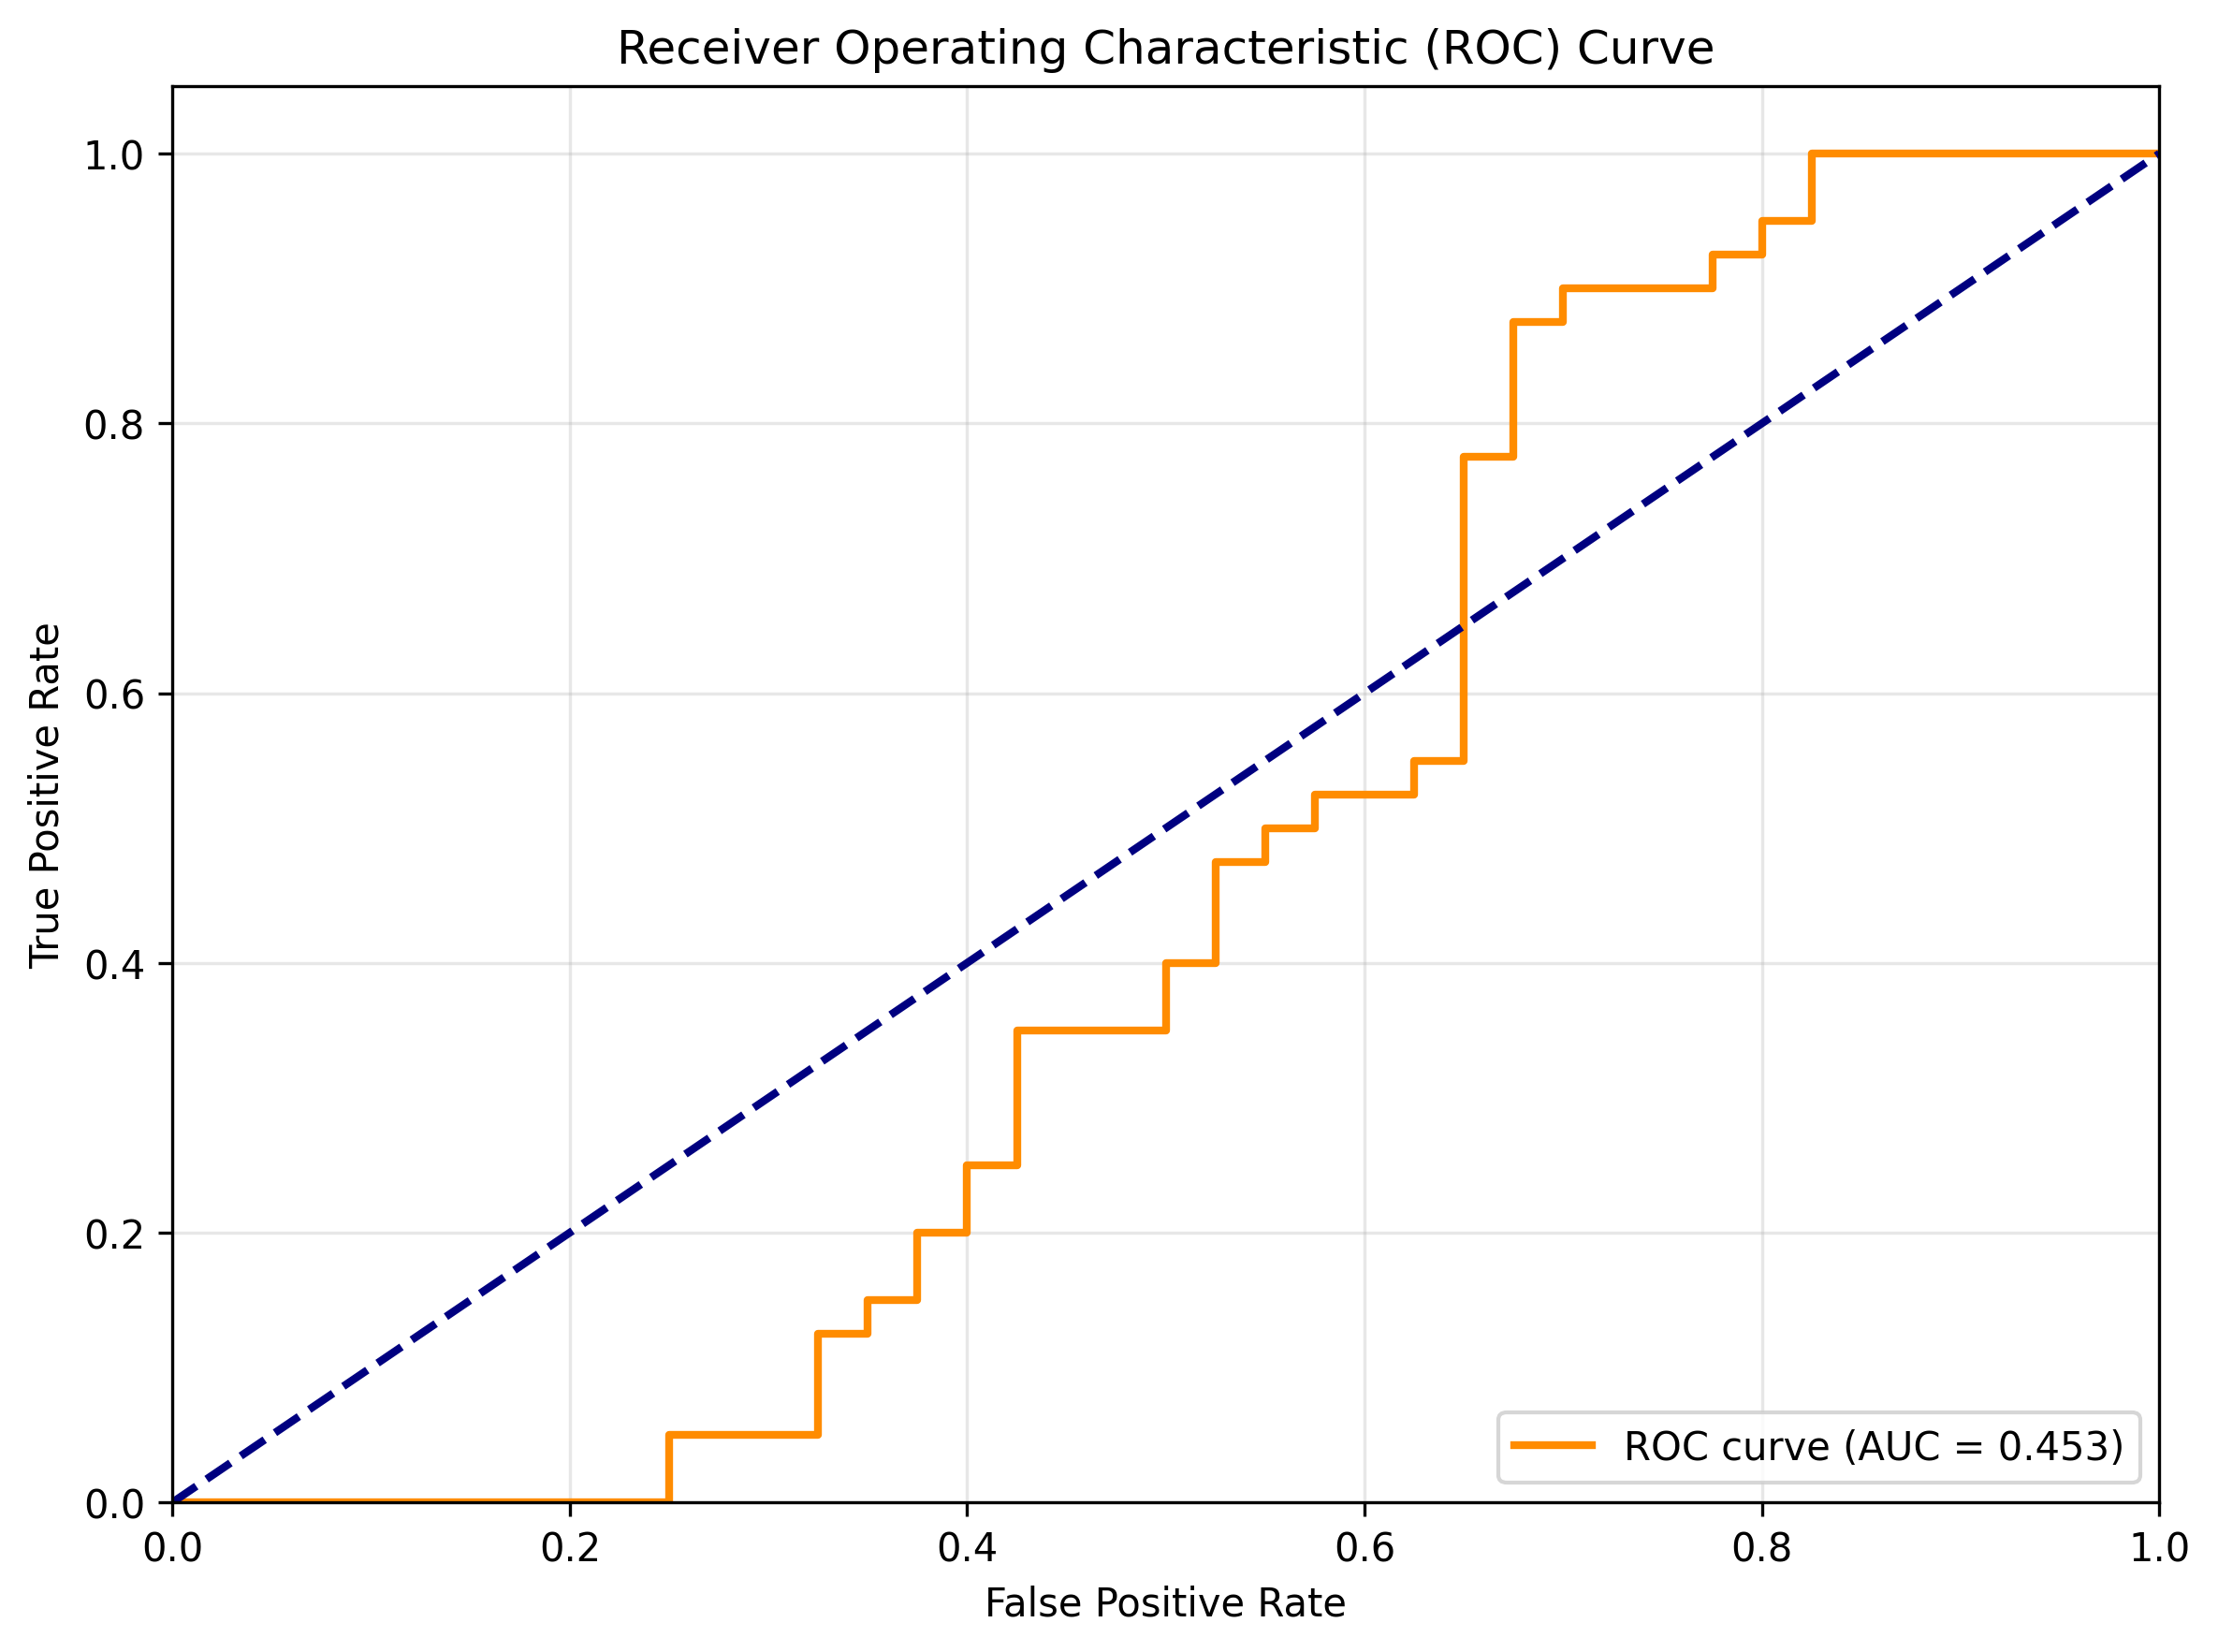 Receiver Operating Characteristic (ROC) Curve
1.0
0.8
0.6
0.4
0.2
0.0
True Positive Rate
ROC curve (AUC = 0.453)
0.0 0.2 0.4 0.6 0.8 1.0
False Positive Rate